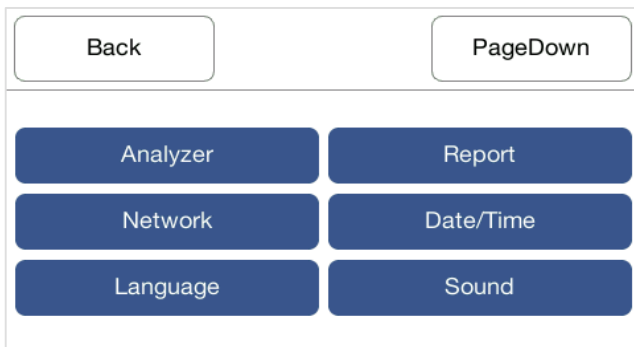 Back
PageDown
Analyzer
Report
Network
Date/Time
Language
Sound